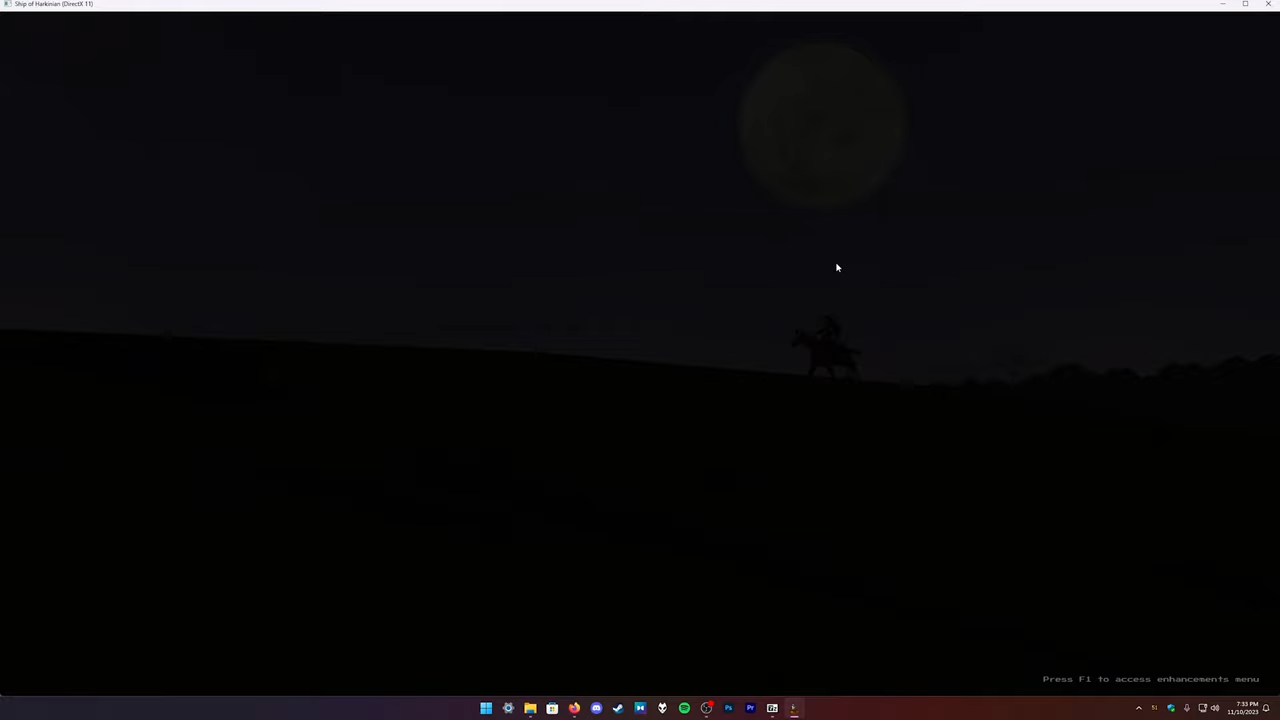 Ship of Harkinian (DirectX 11)
Press F1 to access enhancements menu
7:33 PM
11/10/2023